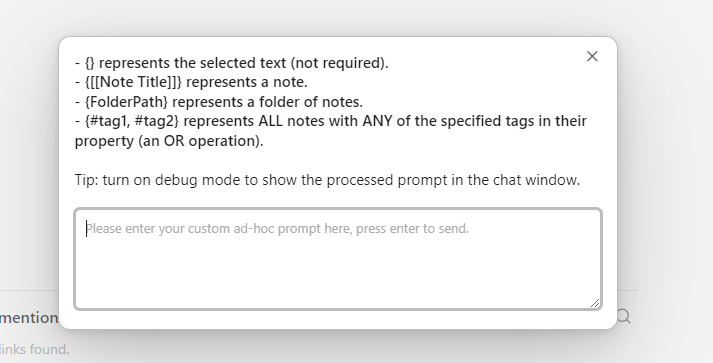 - {} represents the selected text (not required).
- {[[Note Title]]} represents a note.
- {FolderPath} represents a folder of notes.
- {#tag1, #tag2} represents ALL notes with ANY of the specified tags in their
property (an OR operation).
Tip: turn on debug mode to show the processed prompt in the chat window.
Please enter your custom ad-hoc prompt here, press enter to send.
mention
links found.